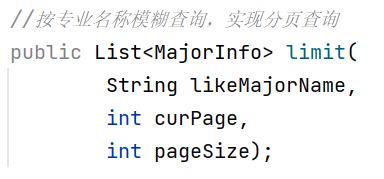 //按专业名称模糊查询，实现分页查询
public List<MajorInfo> limit(
String likeMajorName,
int curPage,
int pageSize);